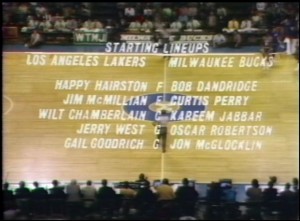 WTMJ
STARTING LINEUPS
LOS ANGELES LAKERS MILWAUKEE BUCKS
HAPPY HAIRSTON F BOB DANDRIDGE
JIM McMILLIAN F CURTIS PERRY
WILT CHAMBERLAIN C KAREEM JABBAR
JERRY WEST G OSCAR ROBERTSON
GAIL GOODRICH G JON McGLOCKLIN